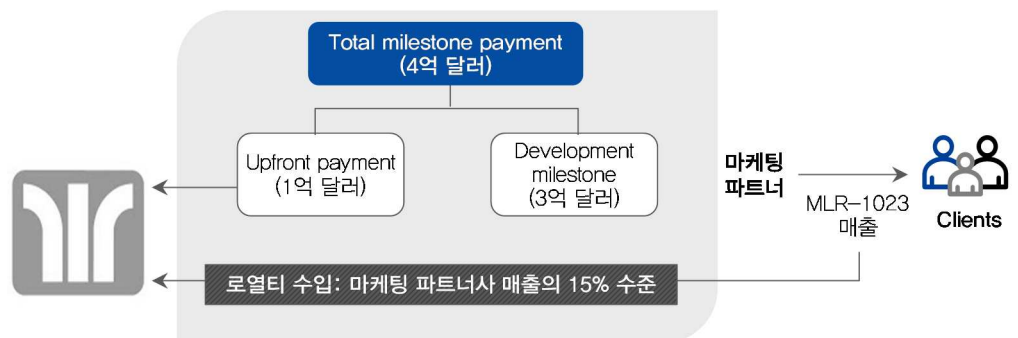 Total milestone payment
(4억 달러)
Upfront payment
(1억 달러)
Development
milestone
(3억 달러)
마케팅
파트너
MLR-1023
매출
Clients
로열티 수입: 마케팅 파트너사 매출의 15% 수준